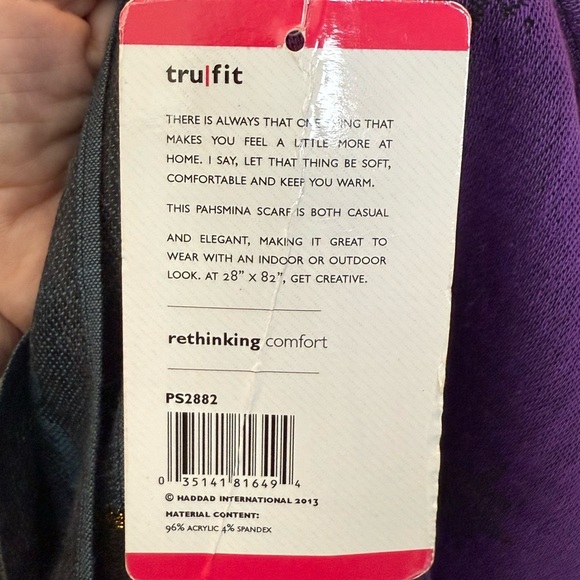 tru|fit
THERE IS ALWAYS THAT ONE THING THAT
MAKES YOU FEEL A LITTLE MORE AT
HOME. I SAY, LET THAT THING BE SOFT,
COMFORTABLE AND KEEP YOU WARM.
THIS PAHSMINA SCARF IS BOTH CASUAL
AND ELEGANT, MAKING IT GREAT TO
WEAR WITH AN INDOOR OR OUTDOOR
LOOK. AT 28" X 82", GET CREATIVE.
rethinking comfort
PS2882
0 35141 81649 4
© HADDAD INTERNATIONAL 2013
MATERIAL CONTENT:
96% ACRYLIC 4% SPANDEX